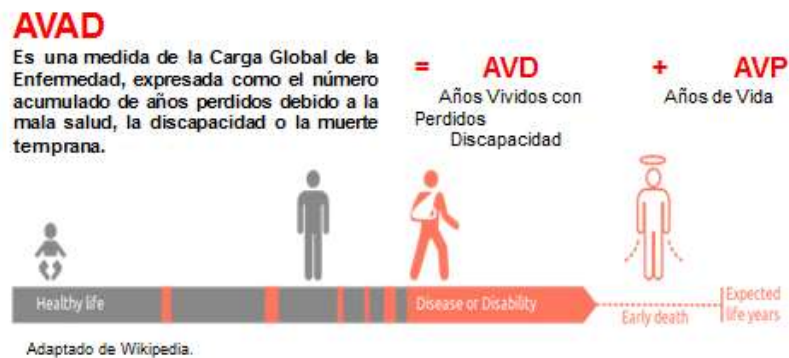 AVAD
Es una medida de la Carga Global de la
Enfermedad, expresada como el número
acumulado de años perdidos debido a la
mala salud, la discapacidad o la muerte
temprana.
= AVD + AVP
Años Vividos con Años de Vida
Perdidos
Discapacidad
Healthy life
Disease or Disability
Early death
Expected
life years
Adaptado de Wikipedia.